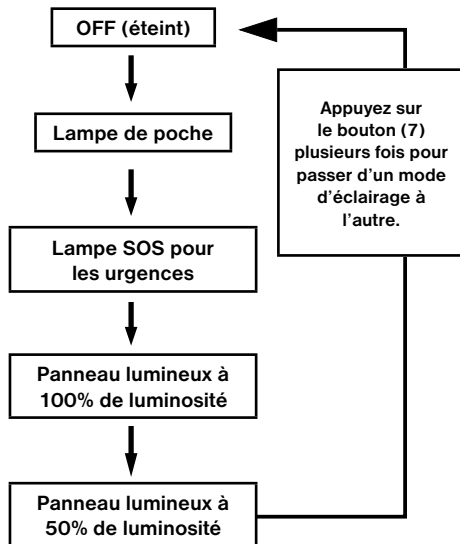 OFF (éteint)
Lampe de poche
Lampe SOS pour
les urgences
Panneau lumineux à
100% de luminosité
Panneau lumineux à
50% de luminosité
Appuyez sur
le bouton (7)
plusieurs fois pour
passer d’un mode
d’éclairage à
l’autre.